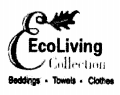 EcoLiving
Collection
Beddings • Towels • Clothes